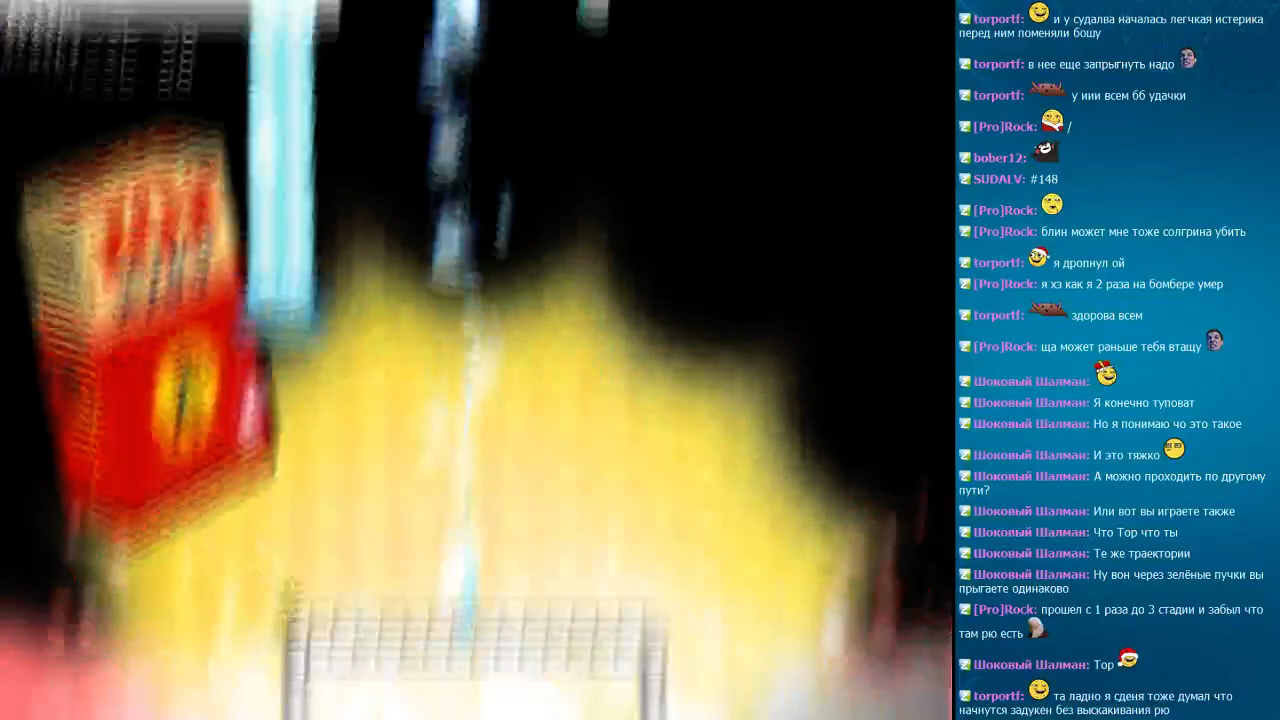 torportf: и у судалва началась легчкая истерика
перед ним поменяли бошу
torportf: в нее еще запрыгнуть надо
torportf: у иии всем бб удачки
[Pro]Rock: /
bober12:
SUDALV: #148
[Pro]Rock:
[Pro]Rock: блин может мне тоже солгрина убить
torportf: я дропнул ой
[Pro]Rock: я хз как я 2 раза на бомбере умер
torportf: здорова всем
[Pro]Rock: ща может раньше тебя втащу
Шоковый Шалман:
Шоковый Шалман: Я конечно туповат
Шоковый Шалман: Но я понимаю чо это такое
Шоковый Шалман: И это тяжко
Шоковый Шалман: А можно проходить по другому
пути?
Шоковый Шалман: Или вот вы играете также
Шоковый Шалман: Что Тор что ты
Шоковый Шалман: Те же траектории
Шоковый Шалман: Ну вон через зелёные пучки вы
прыгаете одинаково
[Pro]Rock: прошел с 1 раза до 3 стадии и забыл что
там рю есть
Шоковый Шалман: Тор
torportf: та ладно я сденя тоже думал что
начнутся задукен без выскакивания рю